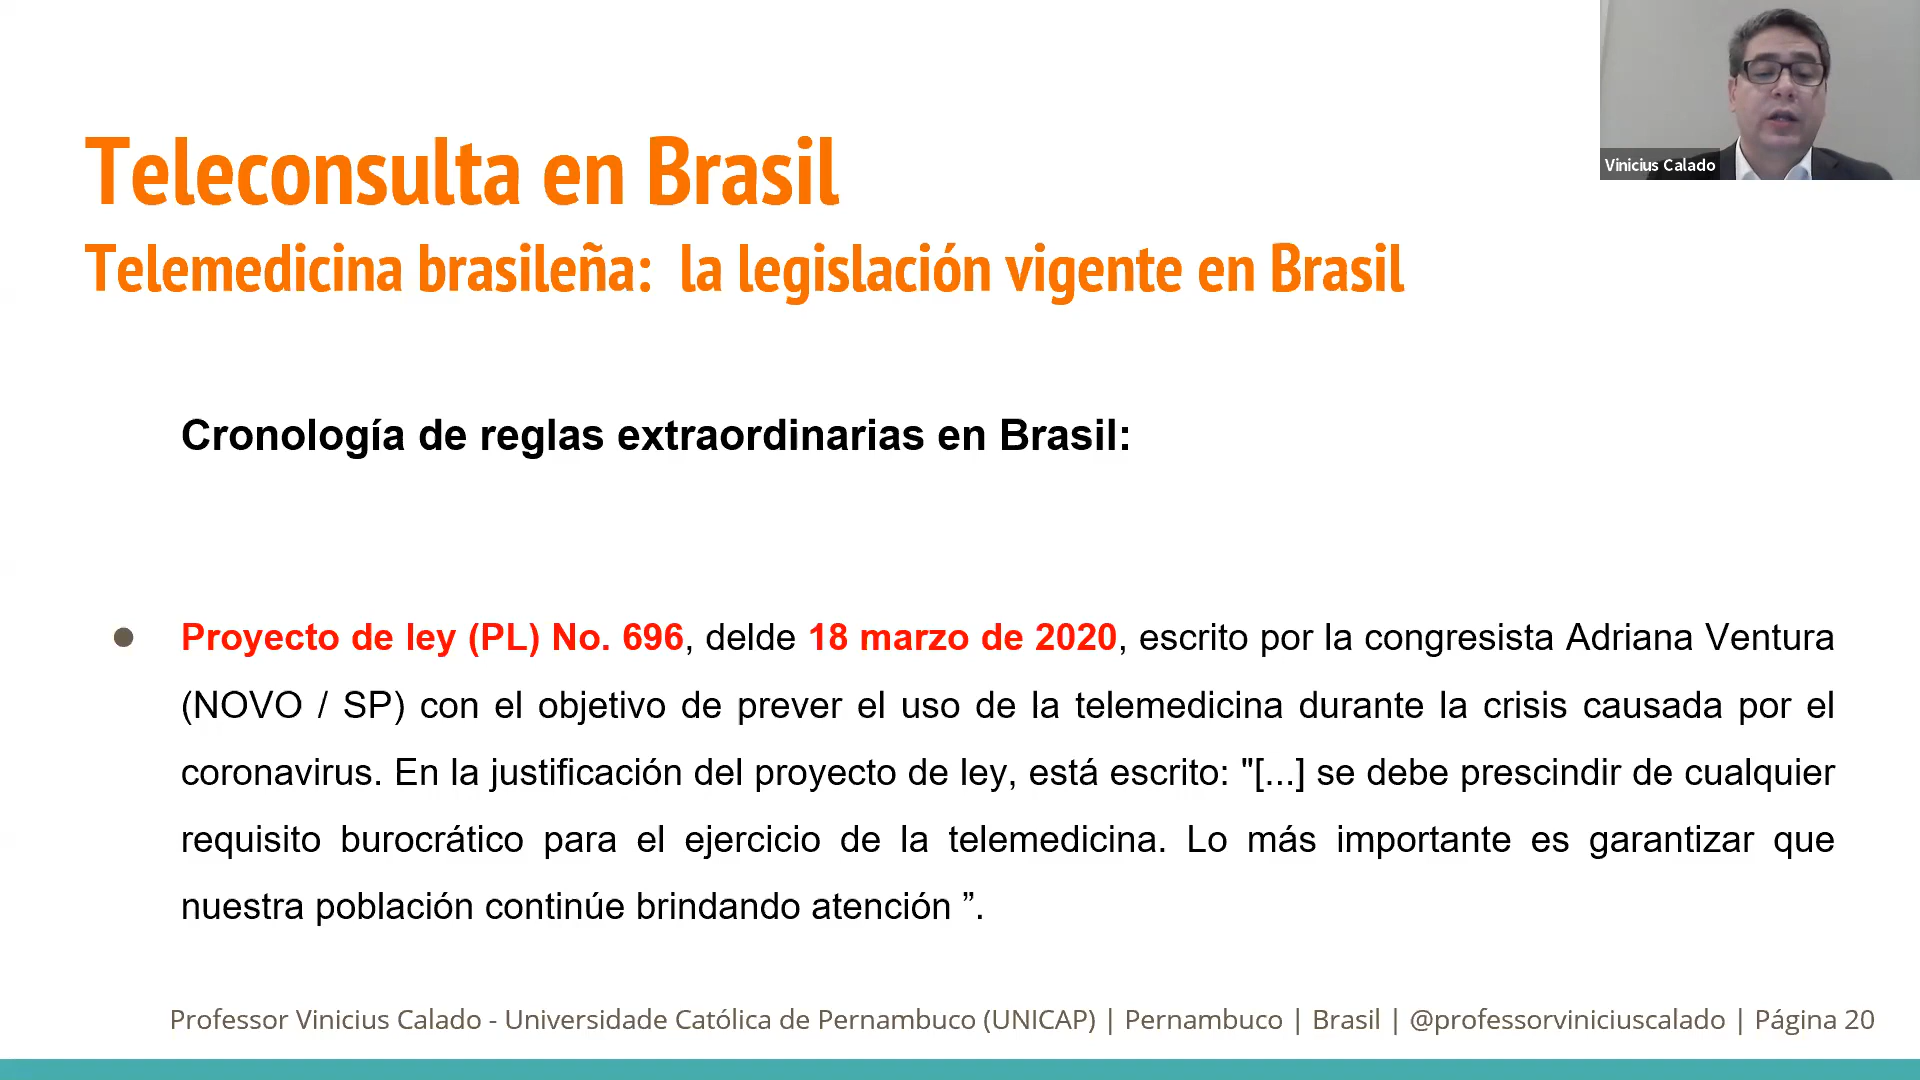 Teleconsulta en Brasil
Telemedicina brasileña: la legislación vigente en Brasil
Vinicius Calado
Cronología de reglas extraordinarias en Brasil:
● Proyecto de ley (PL) No. 696, delde 18 marzo de 2020, escrito por la congresista Adriana Ventura
(NOVO / SP) con el objetivo de prever el uso de la telemedicina durante la crisis causada por el
coronavirus. En la justificación del proyecto de ley, está escrito: "[...] se debe prescindir de cualquier
requisito burocrático para el ejercicio de la telemedicina. Lo más importante es garantizar que
nuestra población continúe brindando atención ”.
Professor Vinicius Calado - Universidade Católica de Pernambuco (UNICAP) | Pernambuco | Brasil | @professorviniciuscalado | Página 20